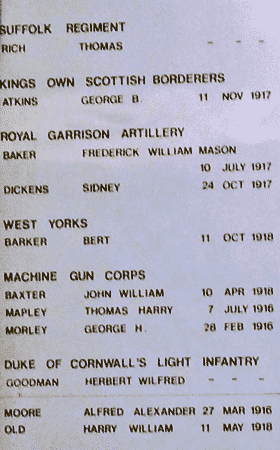 SUFFOLK REGIMENT
RICH THOMAS - - -
KINGS OWN SCOTTISH BORDERERS
ATKINS GEORGE B. 11 NOV 1917
ROYAL GARRISON ARTILLERY
BAKER FREDERICK WILLIAM MASON
10 JULY 1917
DICKENS SIDNEY 24 OCT 1917
WEST YORKS
BARKER BERT 11 OCT 1918
MACHINE GUN CORPS
BAXTER JOHN WILLIAM 10 APR 1918
MAPLEY THOMAS HARRY 7 JULY 1916
MORLEY GEORGE H. 28 FEB 1916
DUKE OF CORNWALL'S LIGHT INFANTRY
GOODMAN HERBERT WILFRED - - -
MOORE ALFRED ALEXANDER 27 MAR 1916
OLD HARRY WILLIAM 11 MAY 1918